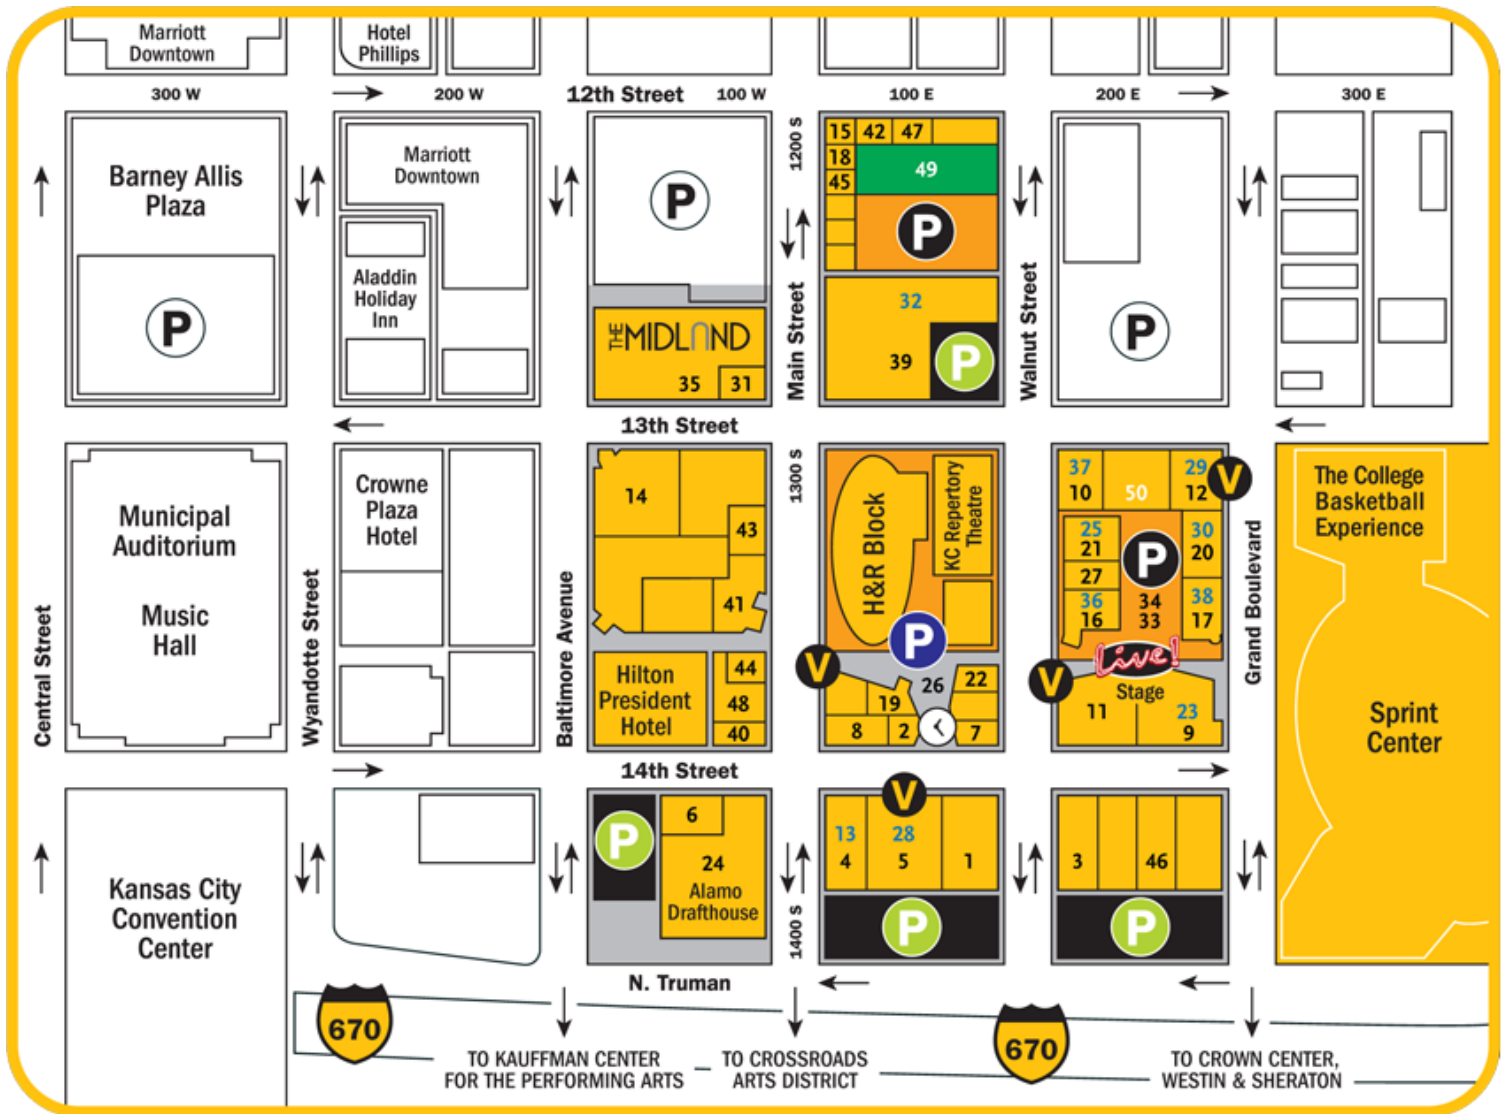 Marriott
Downtown
Hotel
Phillips
300 W
200 W
12th Street
100 W
100 E
200 E
300 E
Barney Allis
Plaza
P
Marriott
Downtown
Aladdin
Holiday
Inn
P
THE MIDLAND
35
31
1200 S
Main Street
15
42
47
18
49
45
P
32
39
P
Walnut Street
P
13th Street
Municipal
Auditorium
Music
Hall
Central Street
Wyandotte Street
Crowne
Plaza
Hotel
Baltimore Avenue
14
43
41
Hilton
President
Hotel
44
48
40
1300 S
H&R Block
KC Repertory
Theatre
P
V
26
22
19
8
2
7
37
10
50
29
12
V
25
21
P
30
20
27
36
16
34
33
38
17
Live!
Stage
V
11
23
9
Grand Boulevard
The College
Basketball
Experience
Sprint
Center
14th Street
Kansas City
Convention
Center
P
6
24
Alamo
Drafthouse
1400 S
V
13
4
28
5
1
P
3
46
P
N. Truman
670
670
TO KAUFFMAN CENTER
FOR THE PERFORMING ARTS
TO CROSSROADS
ARTS DISTRICT
TO CROWN CENTER,
WESTIN & SHERATON